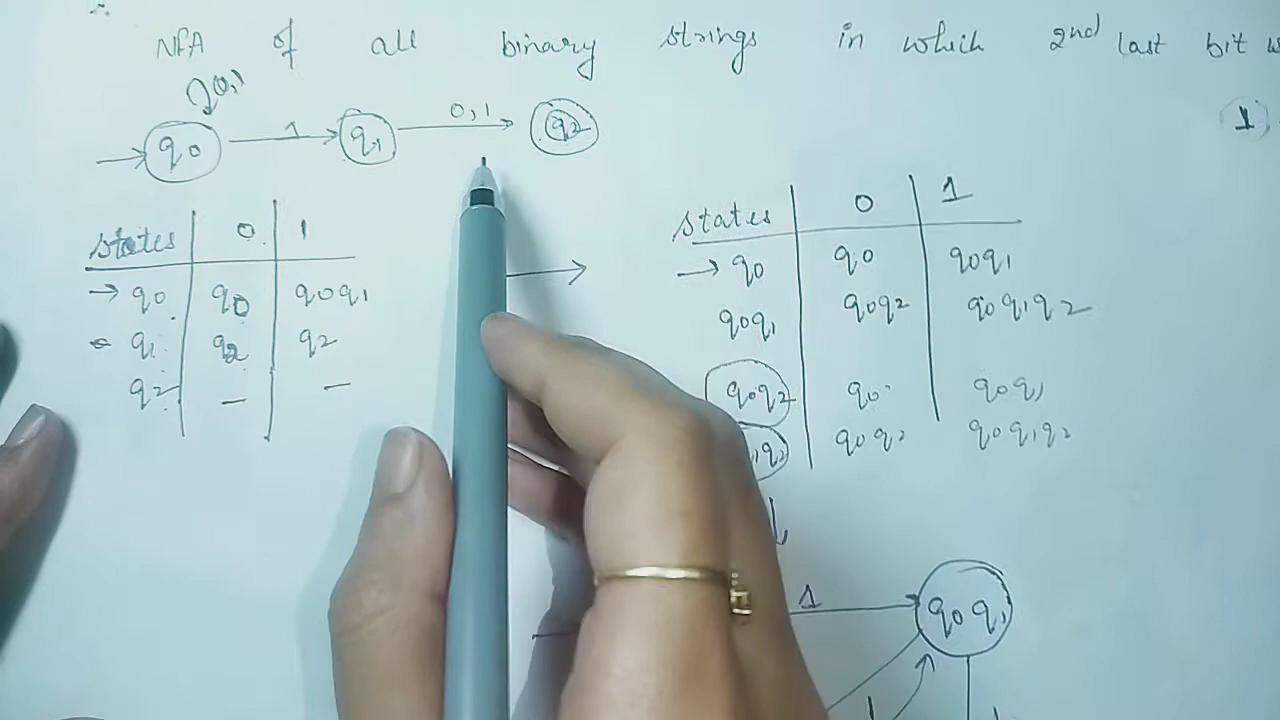 NFA of all binary strings in which 2nd last bit
1
0,1
q0 1 q1 0,1 q2
states 0 1
→ q0 q0 q0q1
q1 q2 q2
q2 – –
states 0 1
→ q0 q0 q0q1
q0q1 q0q2 q0q1q2
q0q2 q0 q0q1
q0q2 q0q1q2
1 q0q1
1